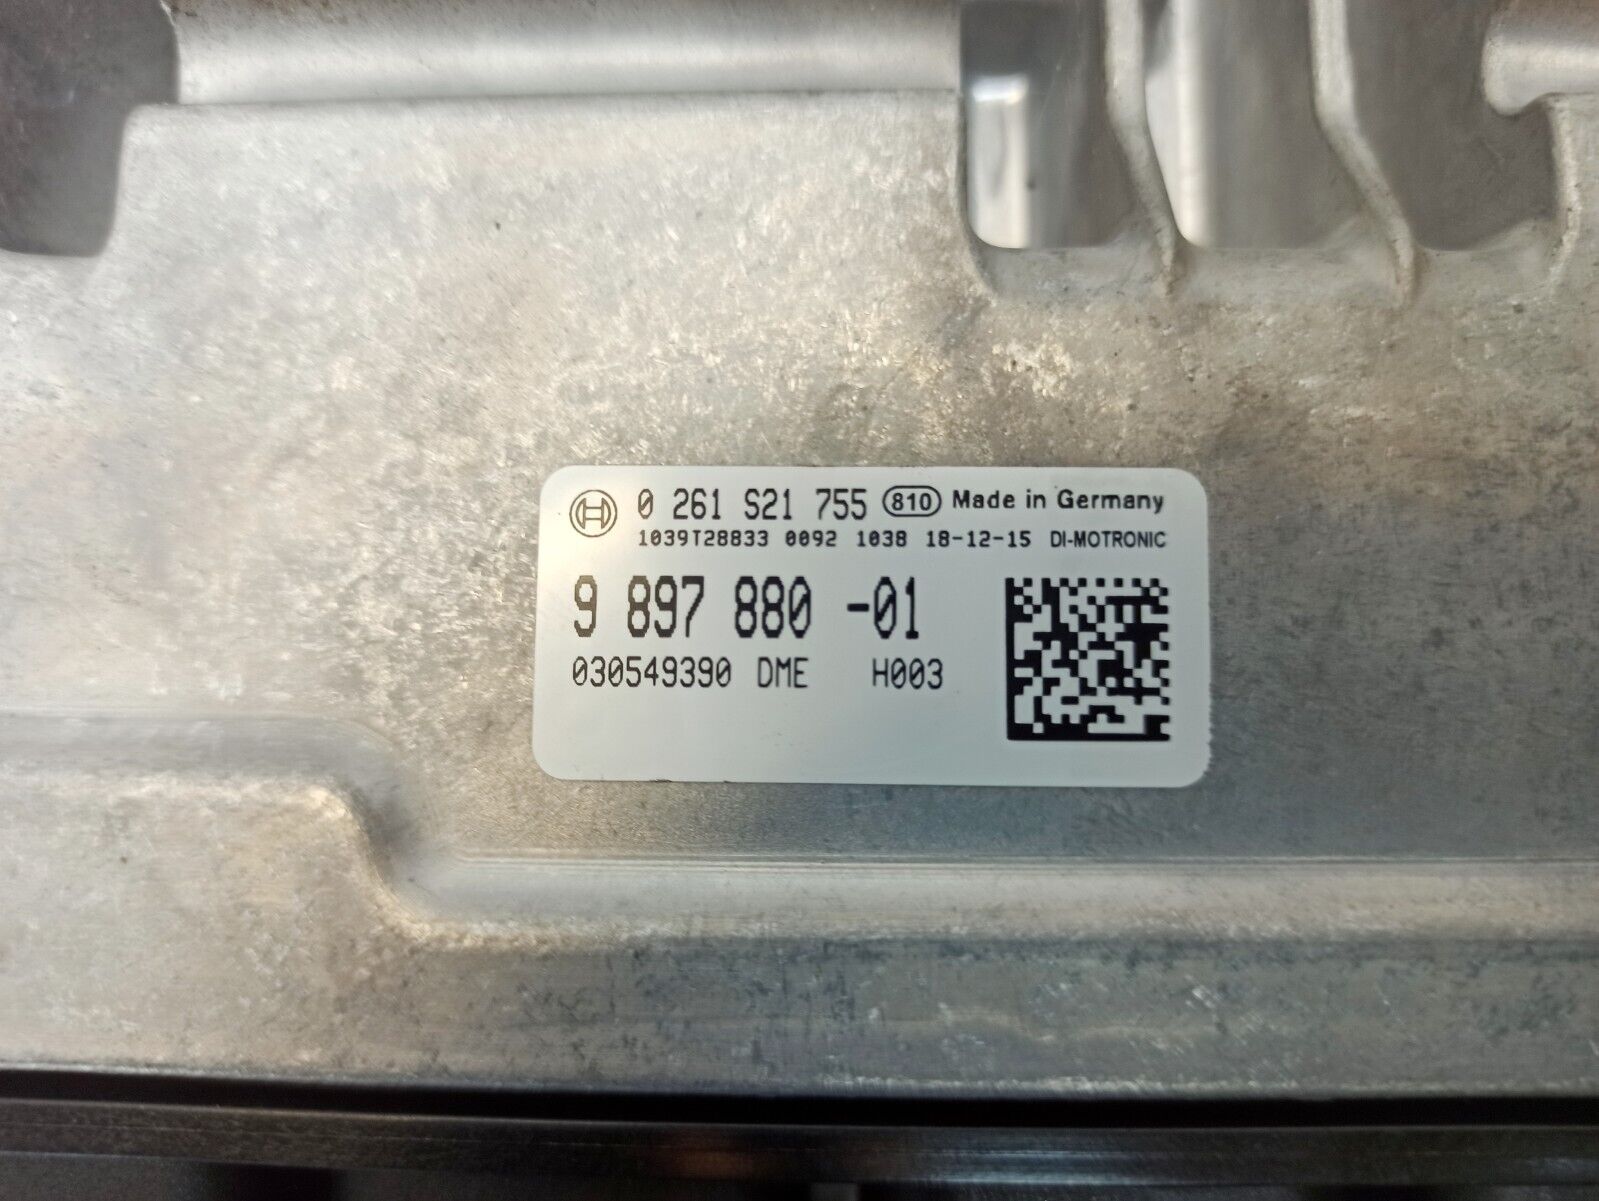 0 261 S21 755 810 Made in Germany
1039T28833 0092 1038 18-12-15 DI-MOTRONIC
9 897 880 -01
030549390 DME H003